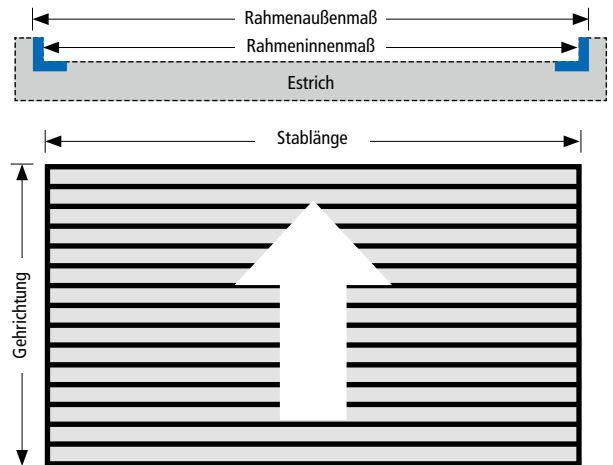 Rahmenaußenmaß
Rahmeninnenmaß
Estrich
Stablänge
Gehrichtung